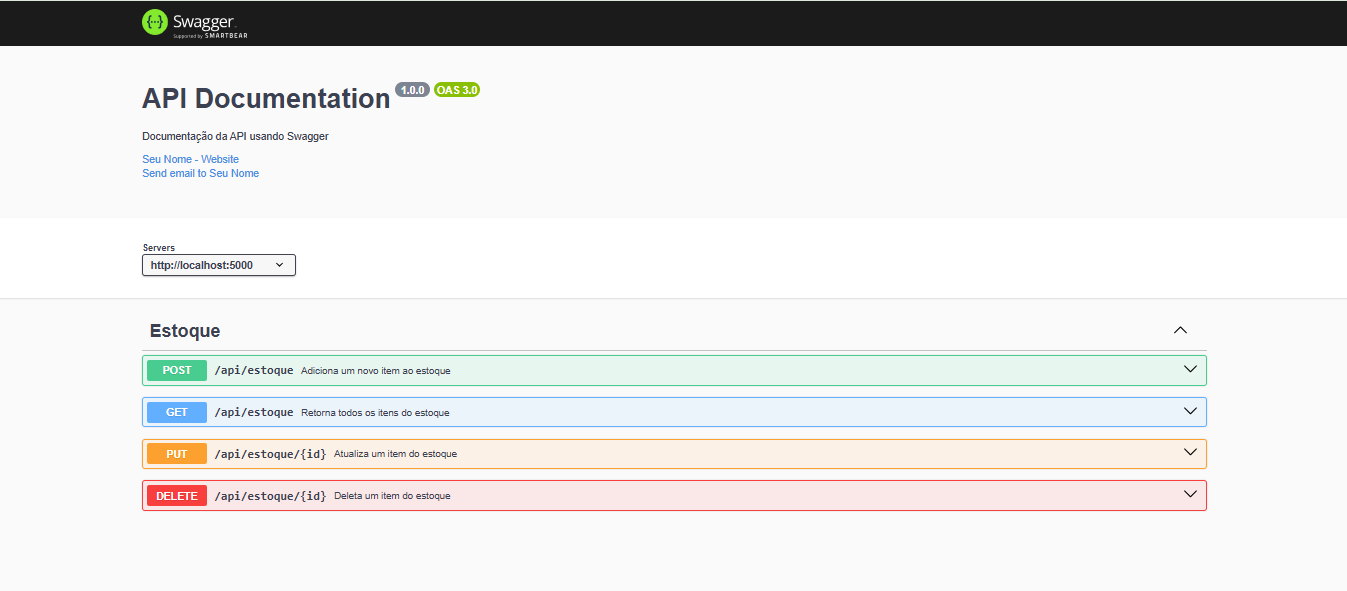 Swagger
Supported by SMARTBEAR
API Documentation 1.0.0 OAS 3.0
Documentação da API usando Swagger
Seu Nome - Website
Send email to Seu Nome
Servers
http://localhost:5000
Estoque
POST /api/estoque Adiciona um novo item ao estoque
GET /api/estoque Retorna todos os itens do estoque
PUT /api/estoque/{id} Atualiza um item do estoque
DELETE /api/estoque/{id} Deleta um item do estoque